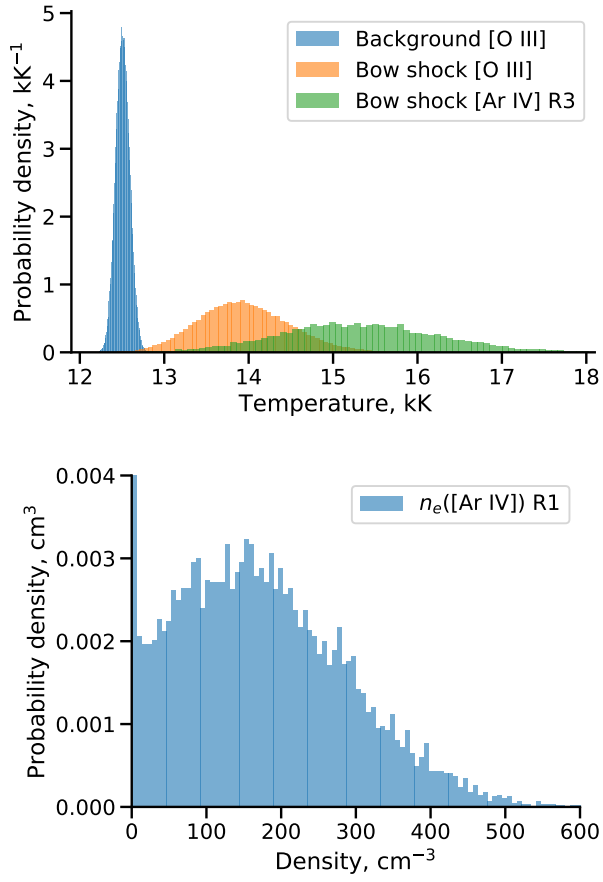 5
4
3
2
1
0
Probability density, kK⁻¹
Background [O III]
Bow shock [O III]
Bow shock [Ar IV] R3
12 13 14 15 16 17 18
Temperature, kK
0.004
0.003
0.002
0.001
0.000
Probability density, cm³
nₑ([Ar IV]) R1
0 100 200 300 400 500 600
Density, cm⁻³